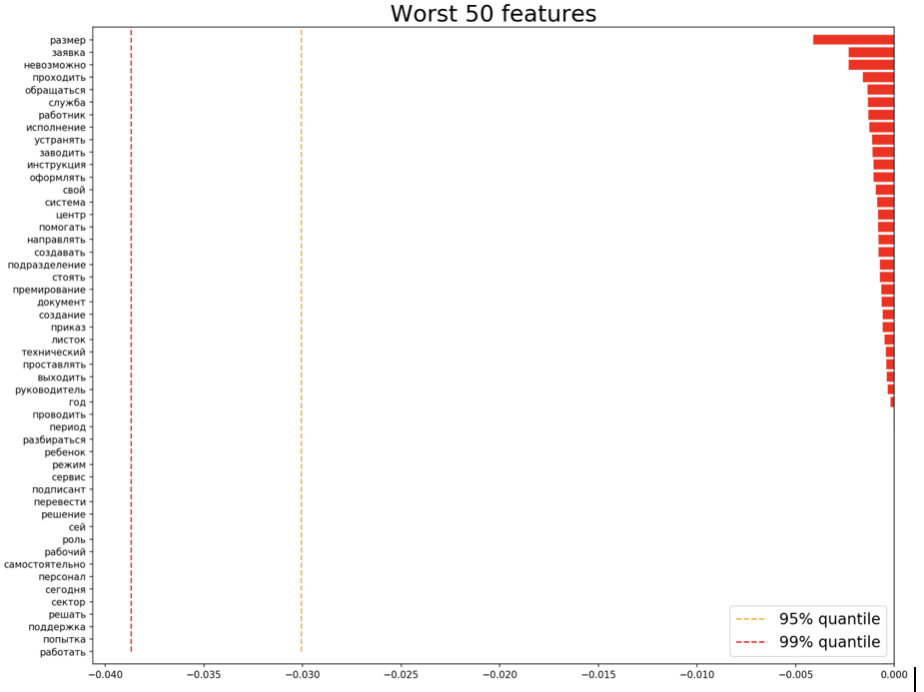 Worst 50 features
размер
заявка
невозможно
проходить
обращаться
служба
работник
исполнение
устранять
заводить
инструкция
оформлять
свой
система
центр
помогать
направлять
создавать
подразделение
стоять
премирование
документ
создание
приказ
листок
технический
проставлять
выходить
руководитель
год
проводить
период
разбираться
ребенок
режим
сервис
подписант
перевести
решение
сей
роль
рабочий
самостоятельно
персонал
сегодня
сектор
решать
поддержка
попытка
работать
95% quantile
99% quantile
−0.040 −0.035 −0.030 −0.025 −0.020 −0.015 −0.010 −0.005 0.000